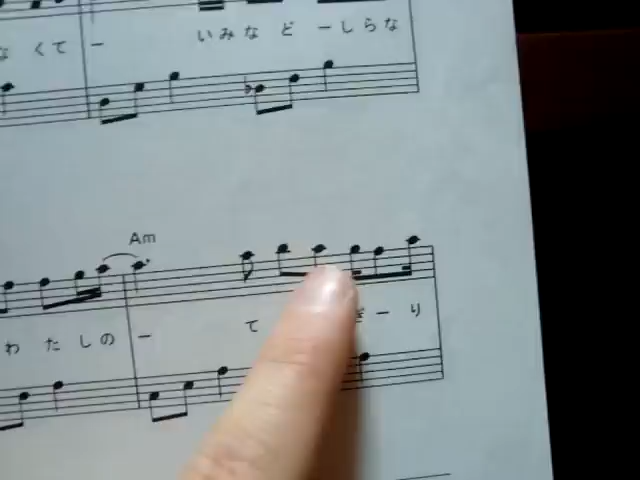 な くて ー いみな ど ーしらな
Am
わ た しの ー て ー り